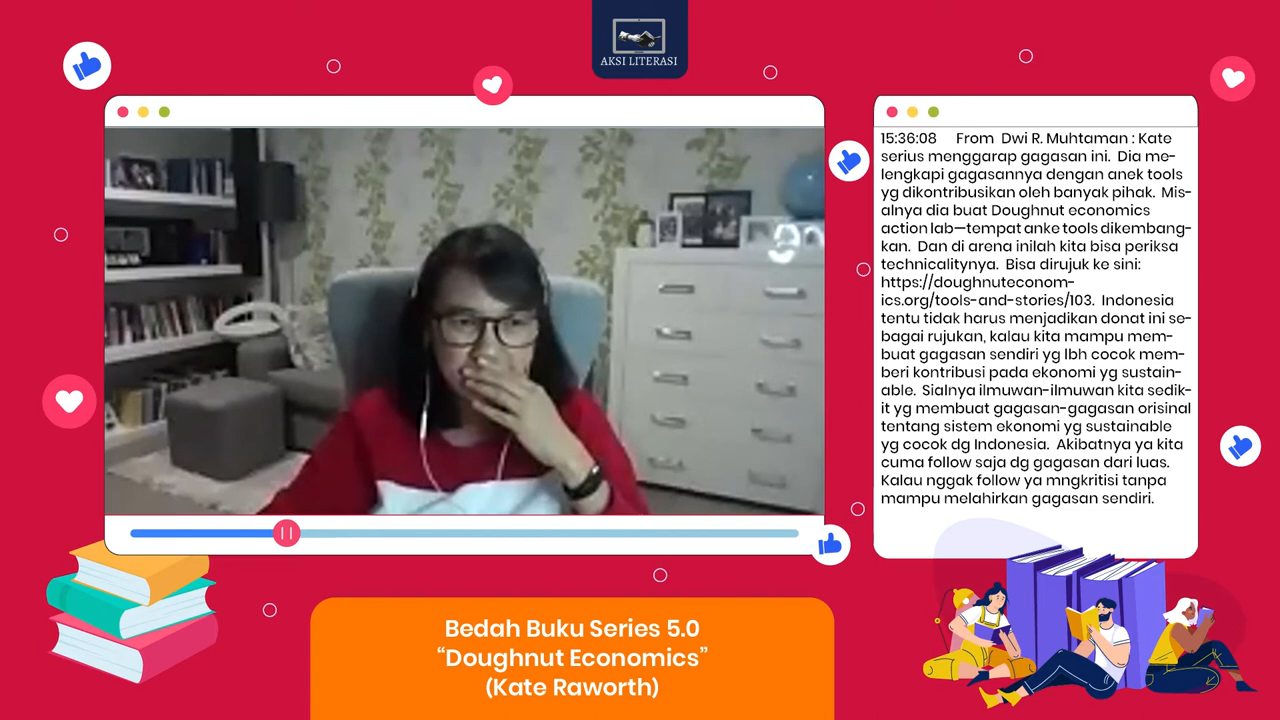 AKSI LITERASI
15:36:08 From Dwi R. Muhtaman : Kate
serius menggarap gagasan ini. Dia me-
lengkapi gagasannya dengan anek tools
yg dikontribusikan oleh banyak pihak. Mis-
alnya dia buat Doughnut economics
action lab—tempat anke tools dikembang-
kan. Dan di arena inilah kita bisa periksa
technicalitynya. Bisa dirujuk ke sini:
https://doughnuteconom-
ics.org/tools-and-stories/103. Indonesia
tentu tidak harus menjadikan donat ini se-
bagai rujukan, kalau kita mampu mem-
buat gagasan sendiri yg lbh cocok mem-
beri kontribusi pada ekonomi yg sustain-
able. Sialnya ilmuwan-ilmuwan kita sedik-
it yg membuat gagasan-gagasan orisinal
tentang sistem ekonomi yg sustainable
yg cocok dg Indonesia. Akibatnya ya kita
cuma follow saja dg gagasan dari luas.
Kalau nggak follow ya mngkritisi tanpa
mampu melahirkan gagasan sendiri.
Bedah Buku Series 5.0
“Doughnut Economics”
(Kate Raworth)